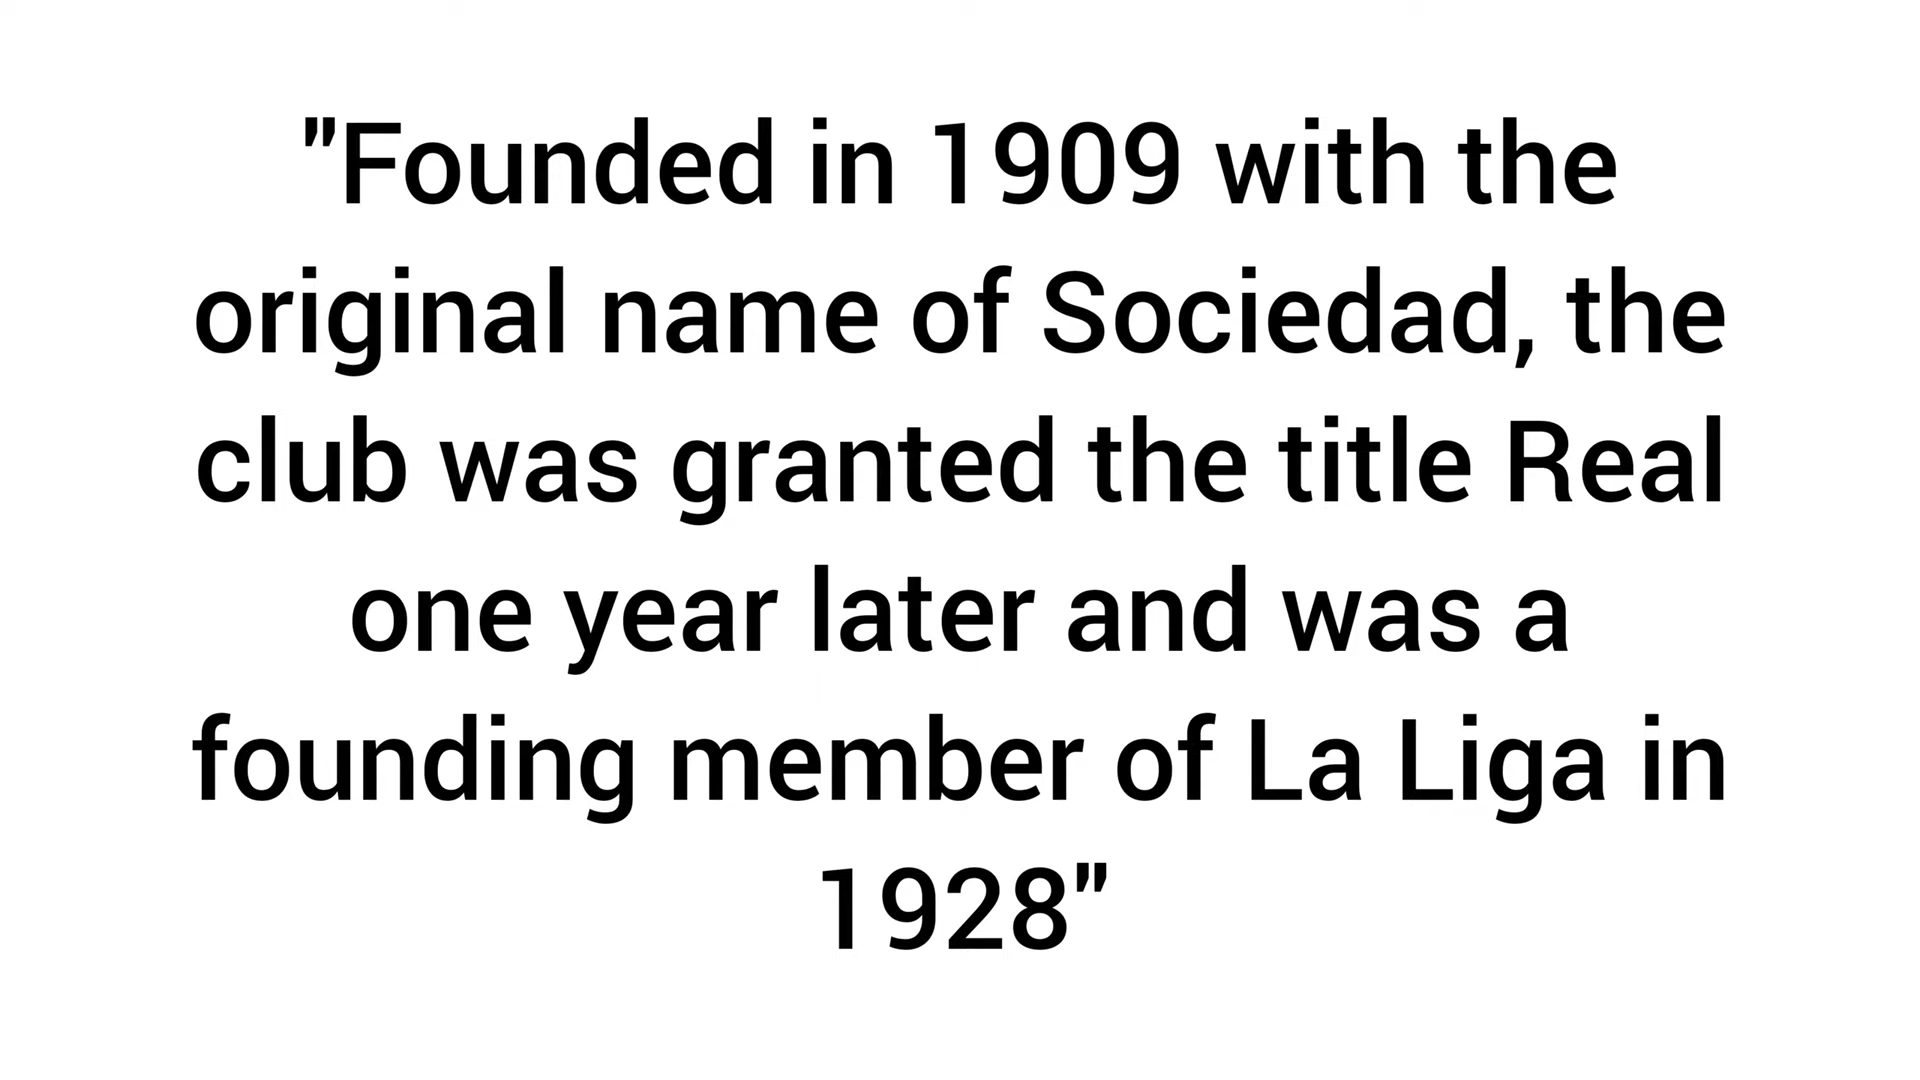 "Founded in 1909 with the
original name of Sociedad, the
club was granted the title Real
one year later and was a
founding member of La Liga in
1928"